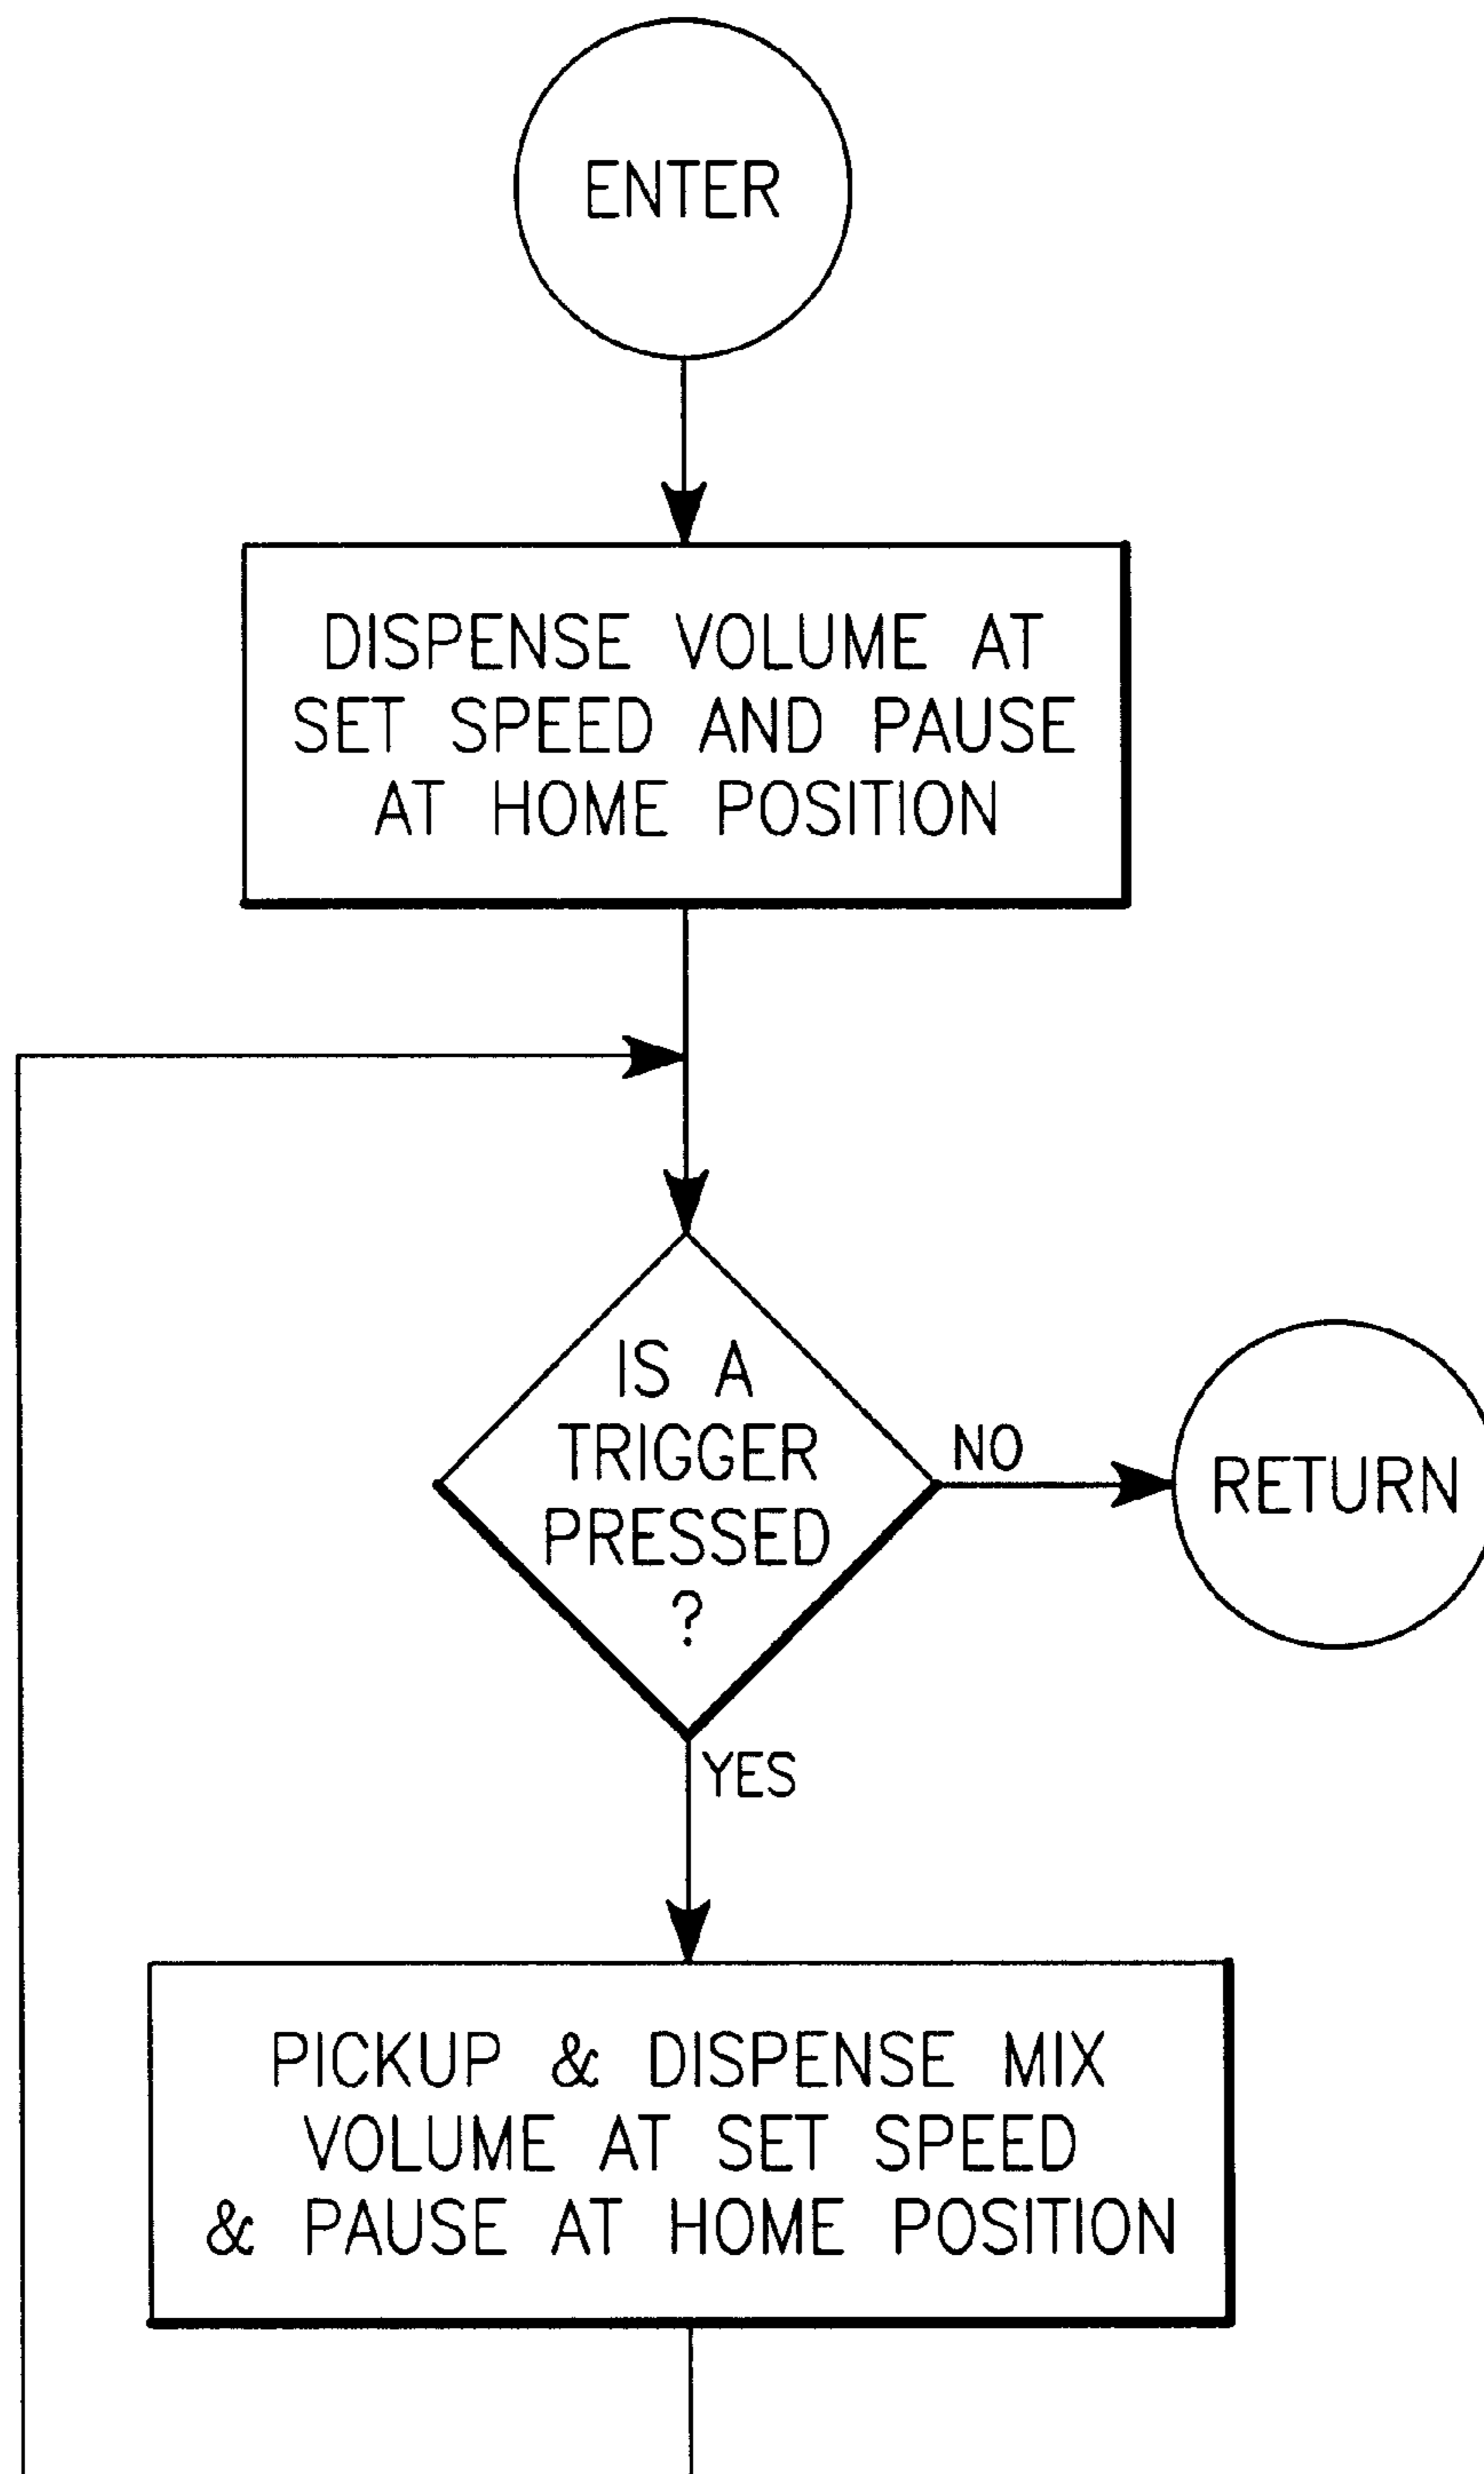 ENTER
DISPENSE VOLUME AT
SET SPEED AND PAUSE
AT HOME POSITION
IS A
TRIGGER
PRESSED
?
NO
RETURN
YES
PICKUP & DISPENSE MIX
VOLUME AT SET SPEED
& PAUSE AT HOME POSITION